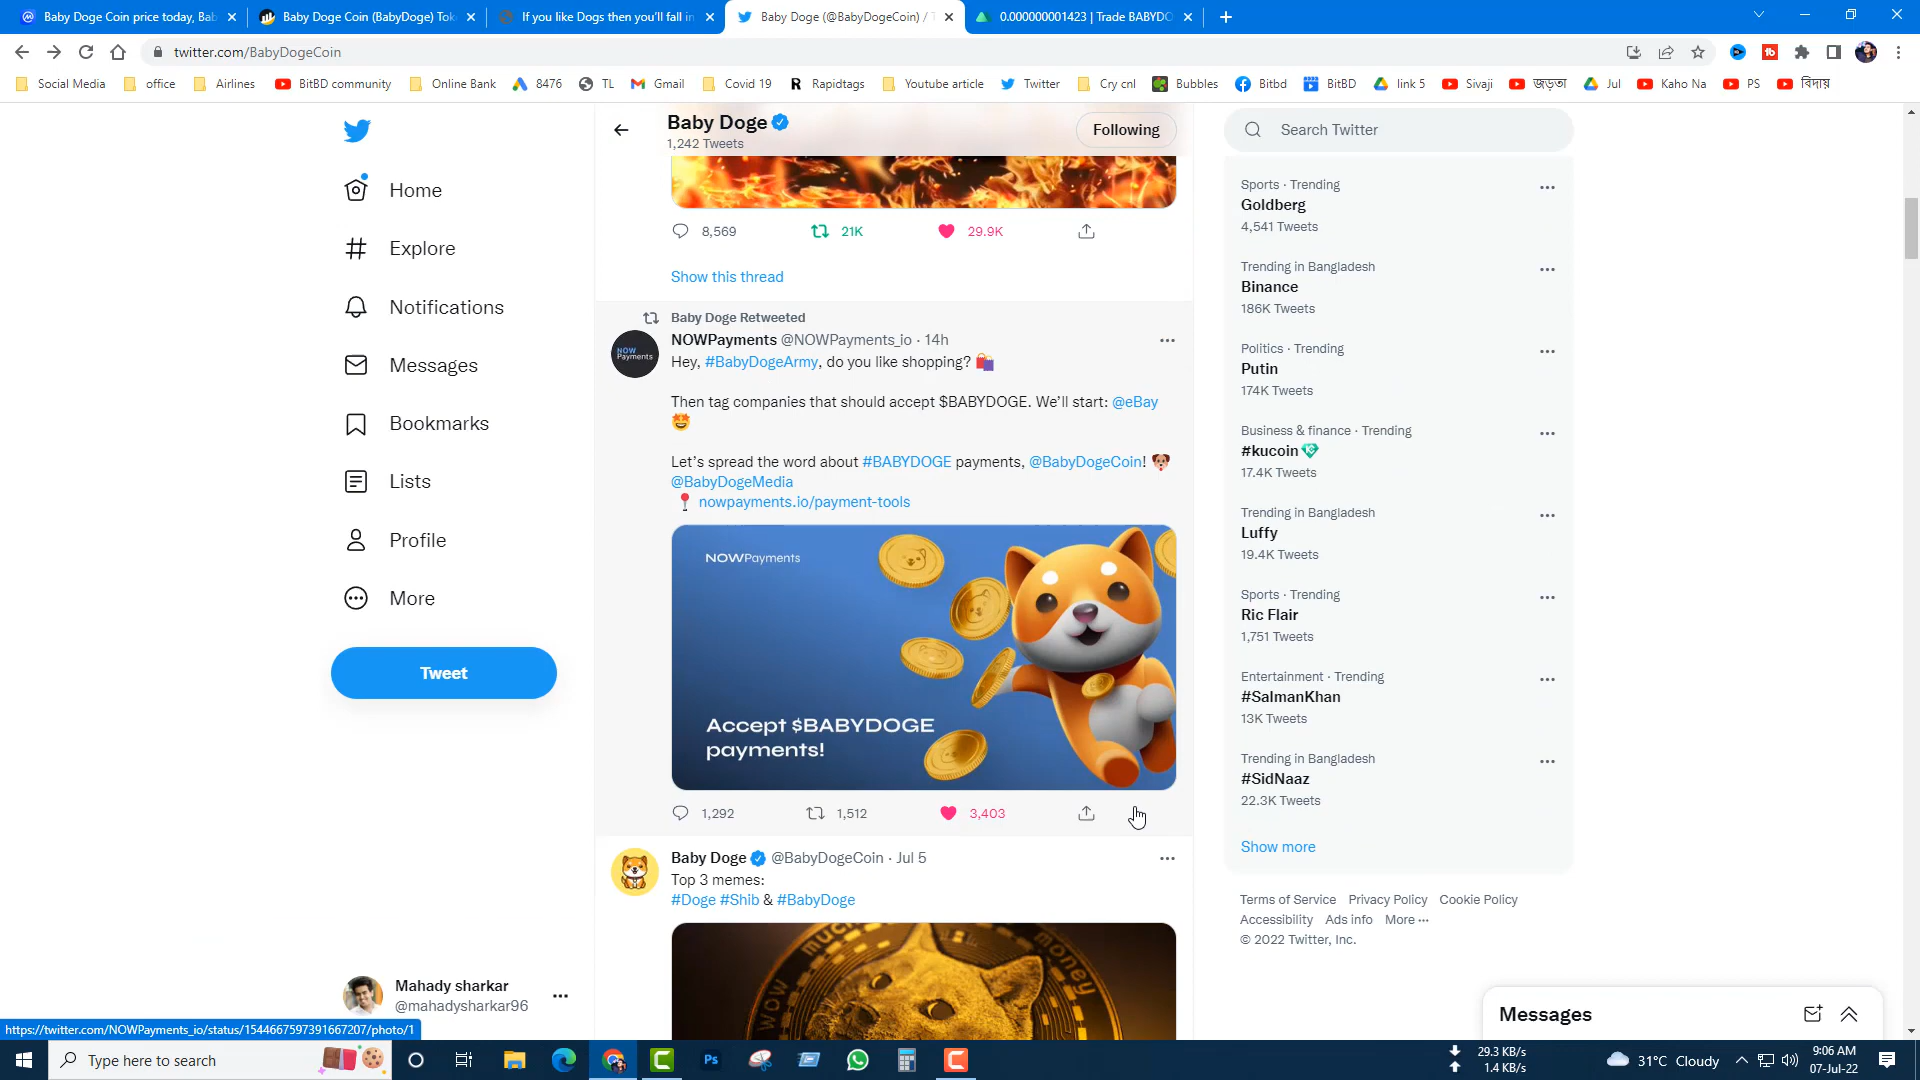 Baby Doge Coin price today, Bab
Baby Doge Coin (BabyDoge) Tok
If you like Dogs then you'll fall in
Baby Doge (@BabyDogeCoin) / T
0.000000001423 | Trade BABYDO
twitter.com/BabyDogeCoin
Social Media
office
Airlines
BitBD community
Online Bank
8476
TL
Gmail
Covid 19
Rapidtags
Youtube article
Twitter
Cry cnl
Bubbles
Bitbd
BitBD
link 5
Sivaji
জড়তা
Jul
Kaho Na
PS
বিদায়
Home
Explore
Notifications
Messages
Bookmarks
Lists
Profile
More
Tweet
Mahady sharkar
@mahadysharkar96
Baby Doge
1,242 Tweets
Following
8,569
21K
29.9K
Show this thread
Baby Doge Retweeted
NOWPayments @NOWPayments_io · 14h
Hey, #BabyDogeArmy, do you like shopping?
Then tag companies that should accept $BABYDOGE. We'll start: @eBay
Let's spread the word about #BABYDOGE payments, @BabyDogeCoin!
@BabyDogeMedia
nowpayments.io/payment-tools
NOW Payments
NOWPayments
Accept $BABYDOGE
payments!
1,292
1,512
3,403
Baby Doge @BabyDogeCoin · Jul 5
Top 3 memes:
#Doge #Shib & #BabyDoge
much
money
wow
Search Twitter
Sports · Trending
Goldberg
4,541 Tweets
Trending in Bangladesh
Binance
186K Tweets
Politics · Trending
Putin
174K Tweets
Business & finance · Trending
#kucoin
17.4K Tweets
Trending in Bangladesh
Luffy
19.4K Tweets
Sports · Trending
Ric Flair
1,751 Tweets
Entertainment · Trending
#SalmanKhan
13K Tweets
Trending in Bangladesh
#SidNaaz
22.3K Tweets
Show more
Terms of Service Privacy Policy Cookie Policy
Accessibility Ads info More ···
© 2022 Twitter, Inc.
Messages
https://twitter.com/NOWPayments_io/status/1544667597391667207/photo/1
Type here to search
Ps
29.3 KB/s
1.4 KB/s
31°C Cloudy
9:06 AM
07-Jul-22